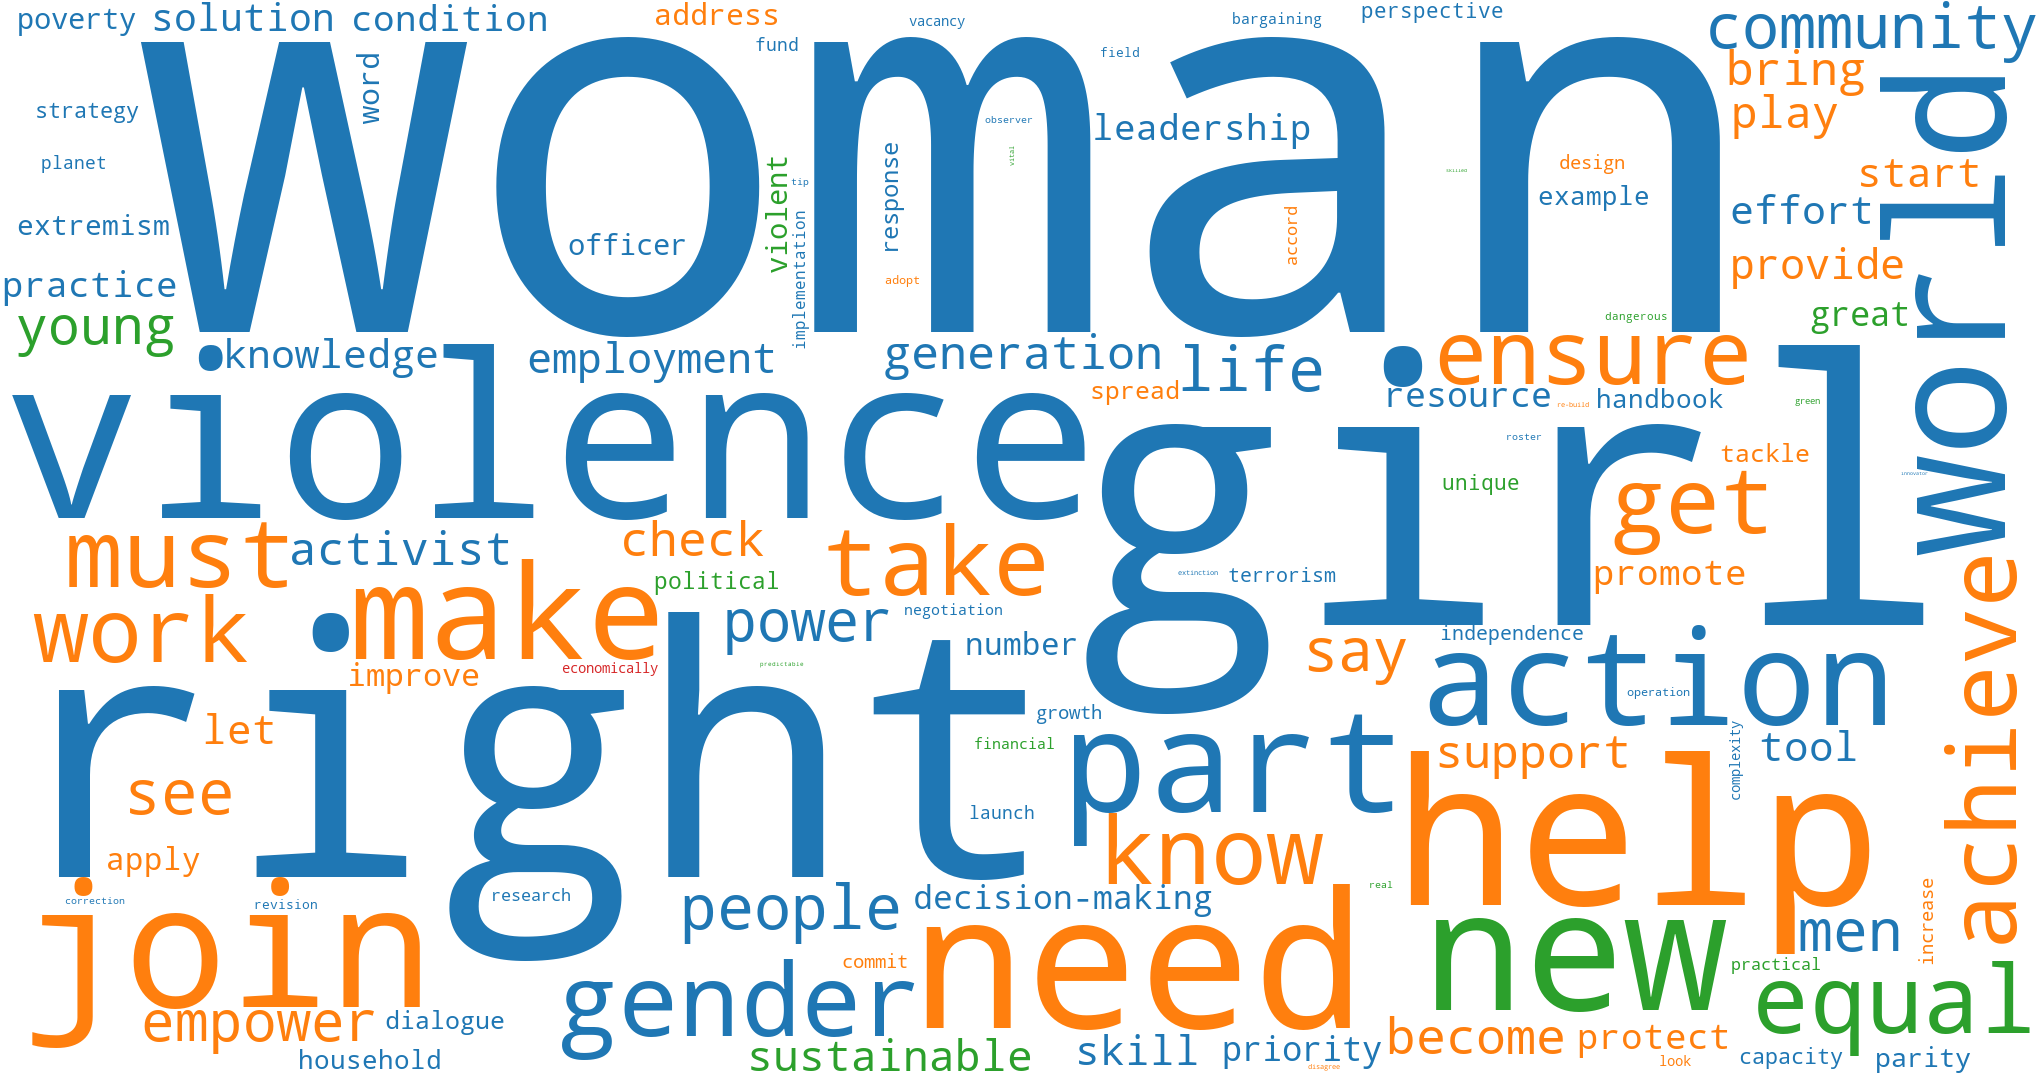 poverty
solution
condition
address
vacancy
bargaining
perspective
community
fund
field
word
woman
bring
play
strategy
observer
leadership
planet
response
vital
violent
tip
design
skilled
start
world
example
effort
extremism
officer
implementation
accord
adopt
provide
practice
young
dangerous
great
knowledge
employment
generation
life
ensure
spread
resource
re-build
handbook
green
violence
girl
roster
tackle
unique
innovator
get
must
activist
check
take
political
extinction
terrorism
promote
work
make
power
negotiation
number
say
independence
action
achieve
improve
economically
predictable
operation
right
let
growth
financial
part
support
complexity
tool
see
launch
help
apply
know
correction
revision
research
people
decision-making
real
increase
join
need
new
men
commit
practical
gender
equal
empower
dialogue
household
sustainable
skill
priority
disagree
become
protect
look
capacity
parity